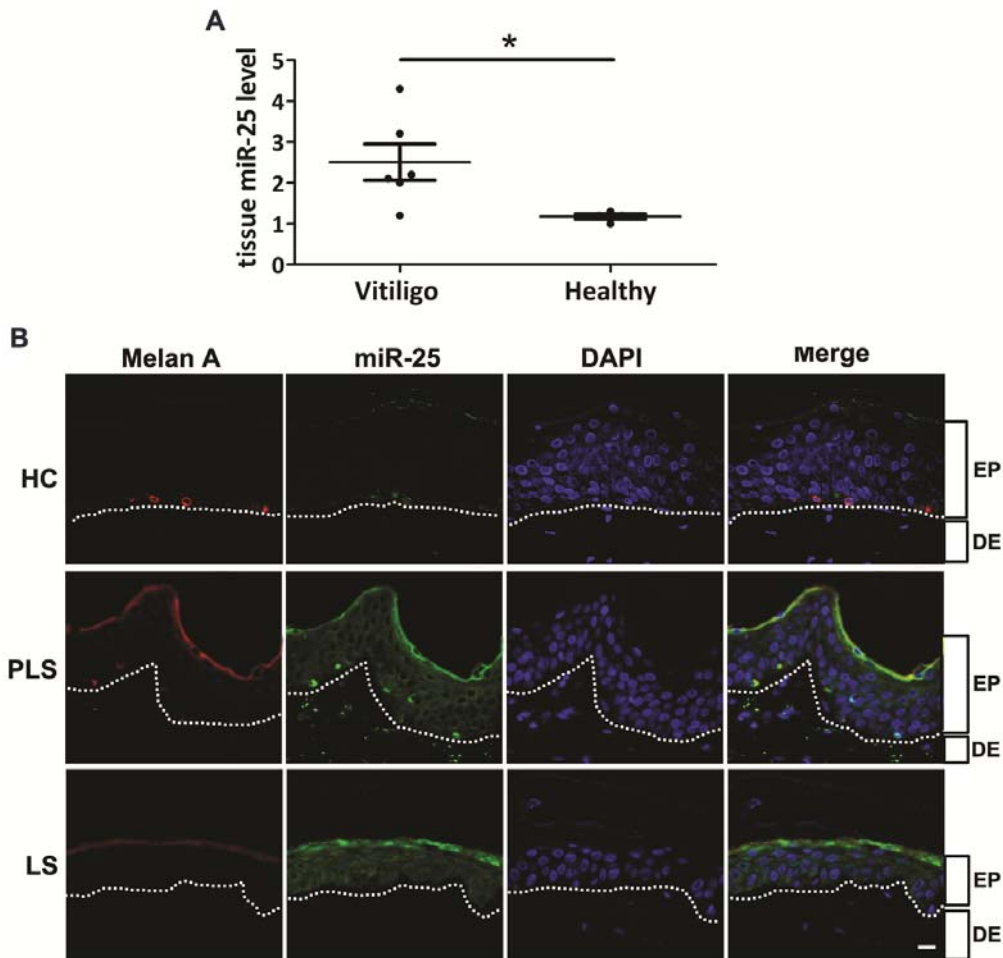 A
*
tissue miR-25 level
5
4
3
2
1
0
Vitiligo Healthy
B
Melan A miR-25 DAPI Merge
HC
EP
DE
PLS
EP
DE
LS
EP
DE